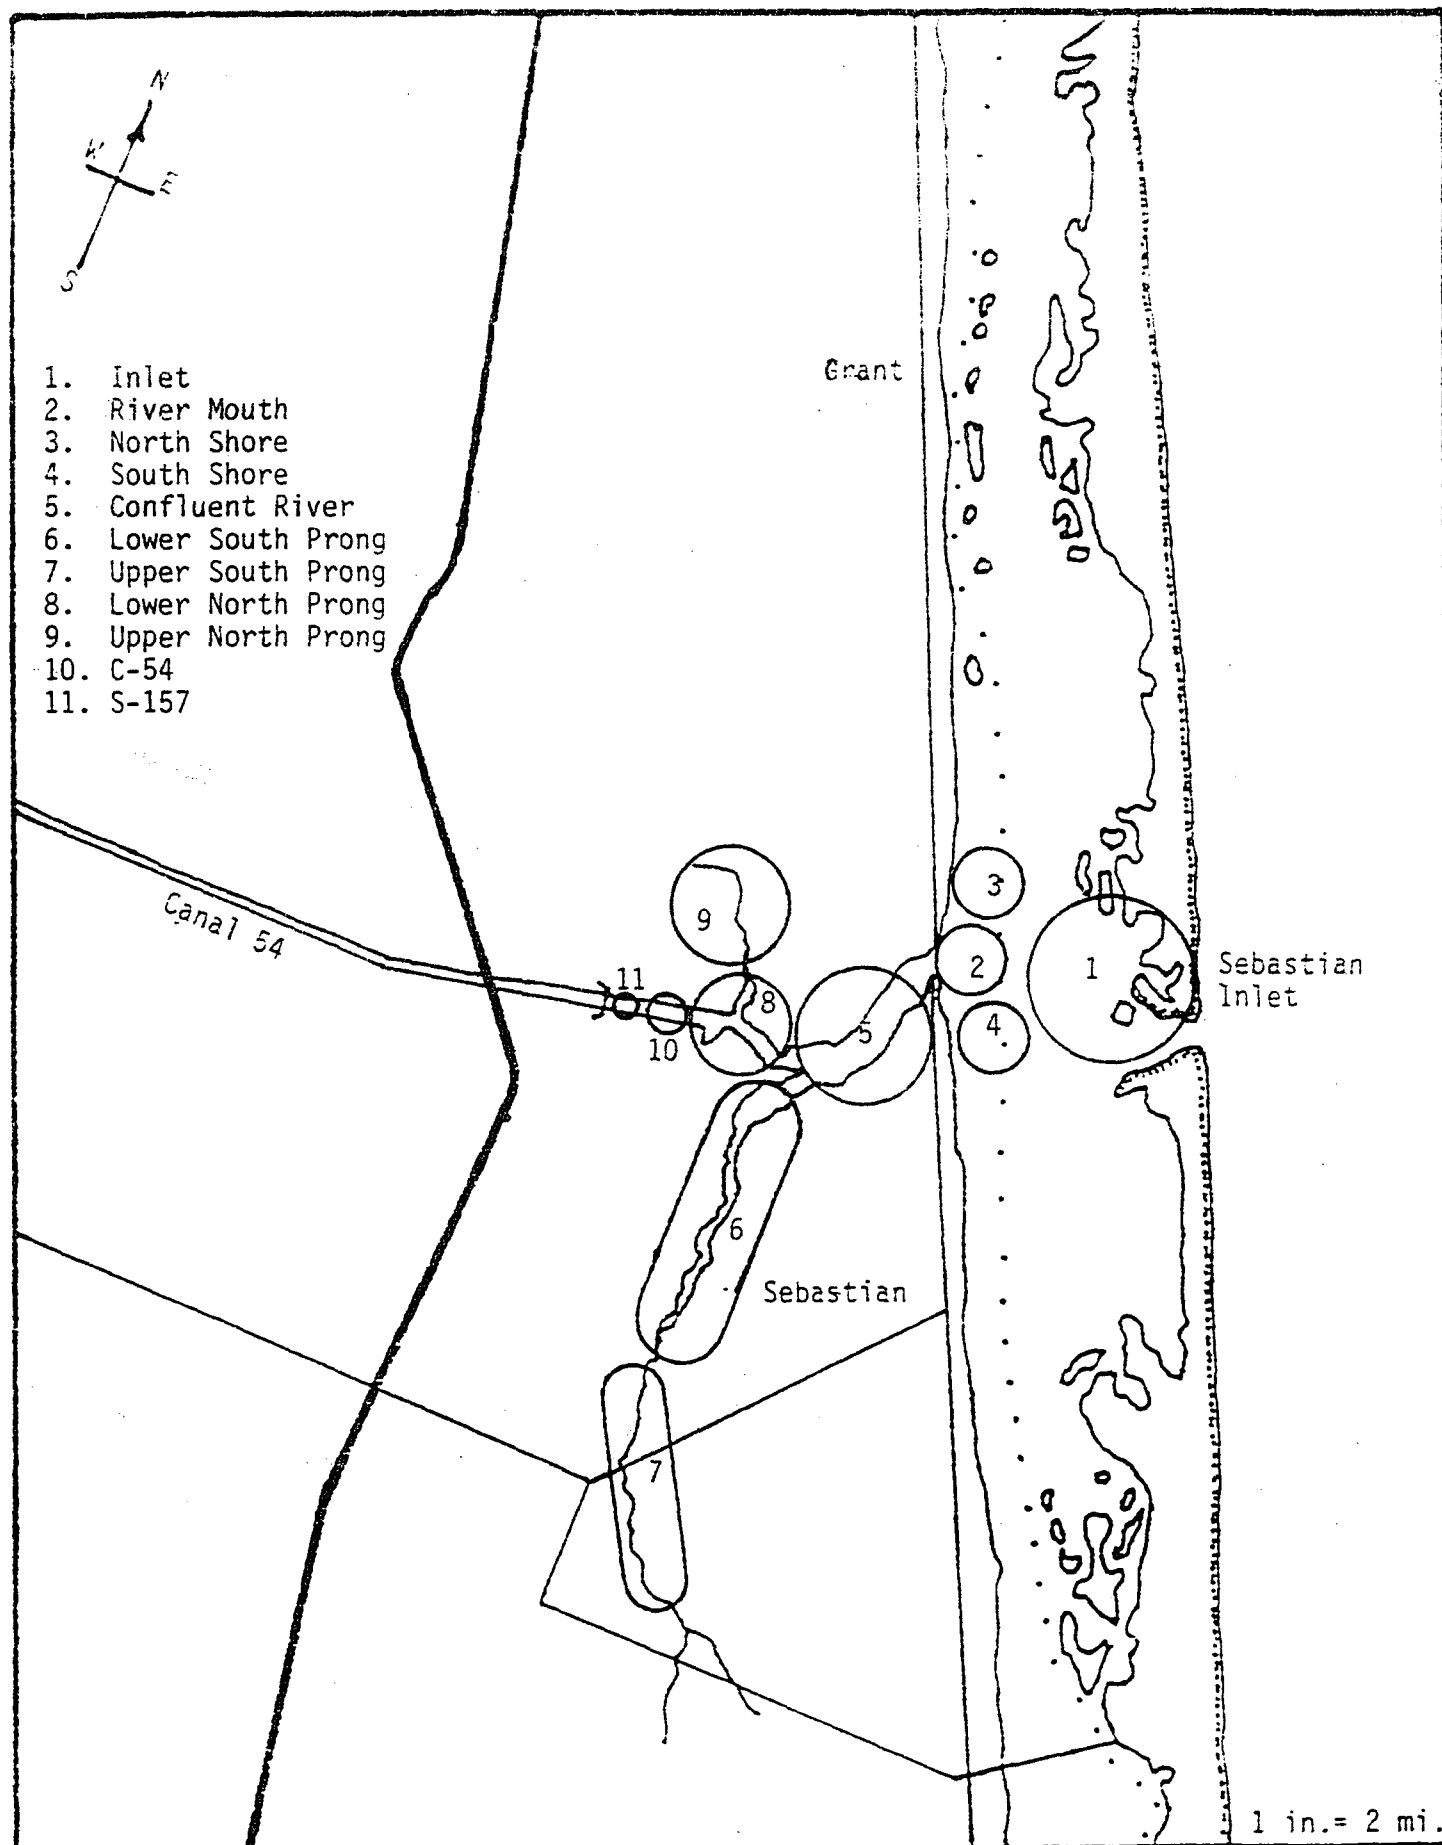 N
W
E
S
1. Inlet
2. River Mouth
3. North Shore
4. South Shore
5. Confluent River
6. Lower South Prong
7. Upper South Prong
8. Lower North Prong
9. Upper North Prong
10. C-54
11. S-157
Grant
Canal 54
9
3
11
8
2
1
Sebastian
Inlet
10
5
4
6
Sebastian
7
1 in.= 2 mi.